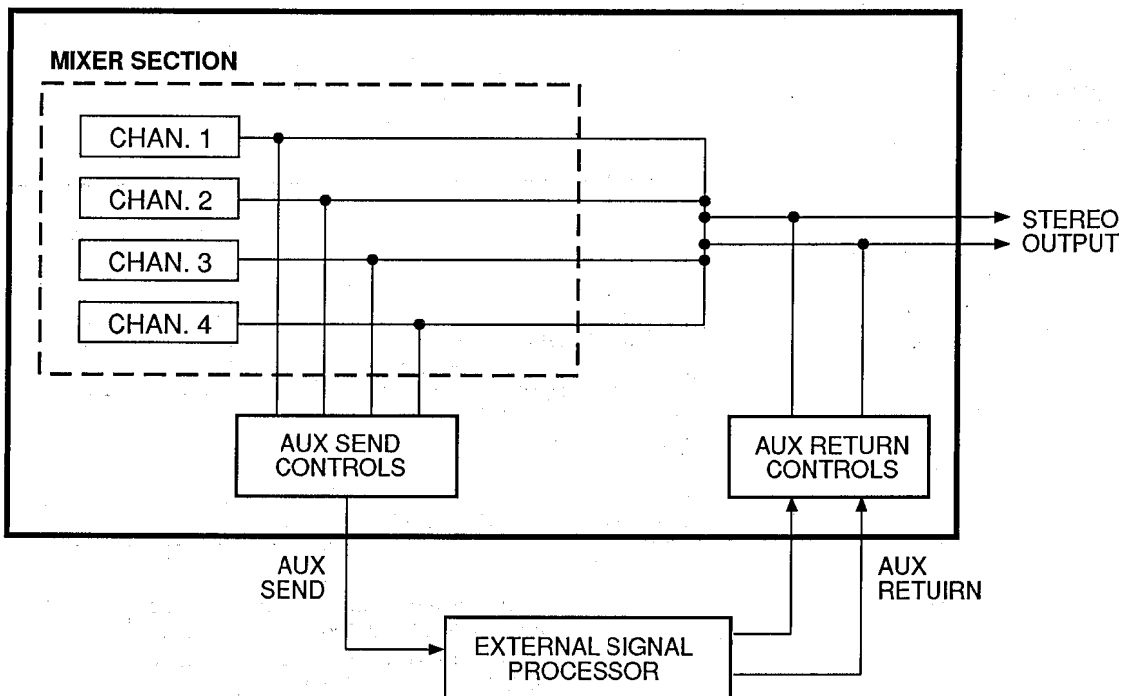 MIXER SECTION
CHAN. 1
CHAN. 2
CHAN. 3
CHAN. 4
STEREO
OUTPUT
AUX SEND
CONTROLS
AUX RETURN
CONTROLS
AUX
SEND
AUX
RETUIRN
EXTERNAL SIGNAL
PROCESSOR